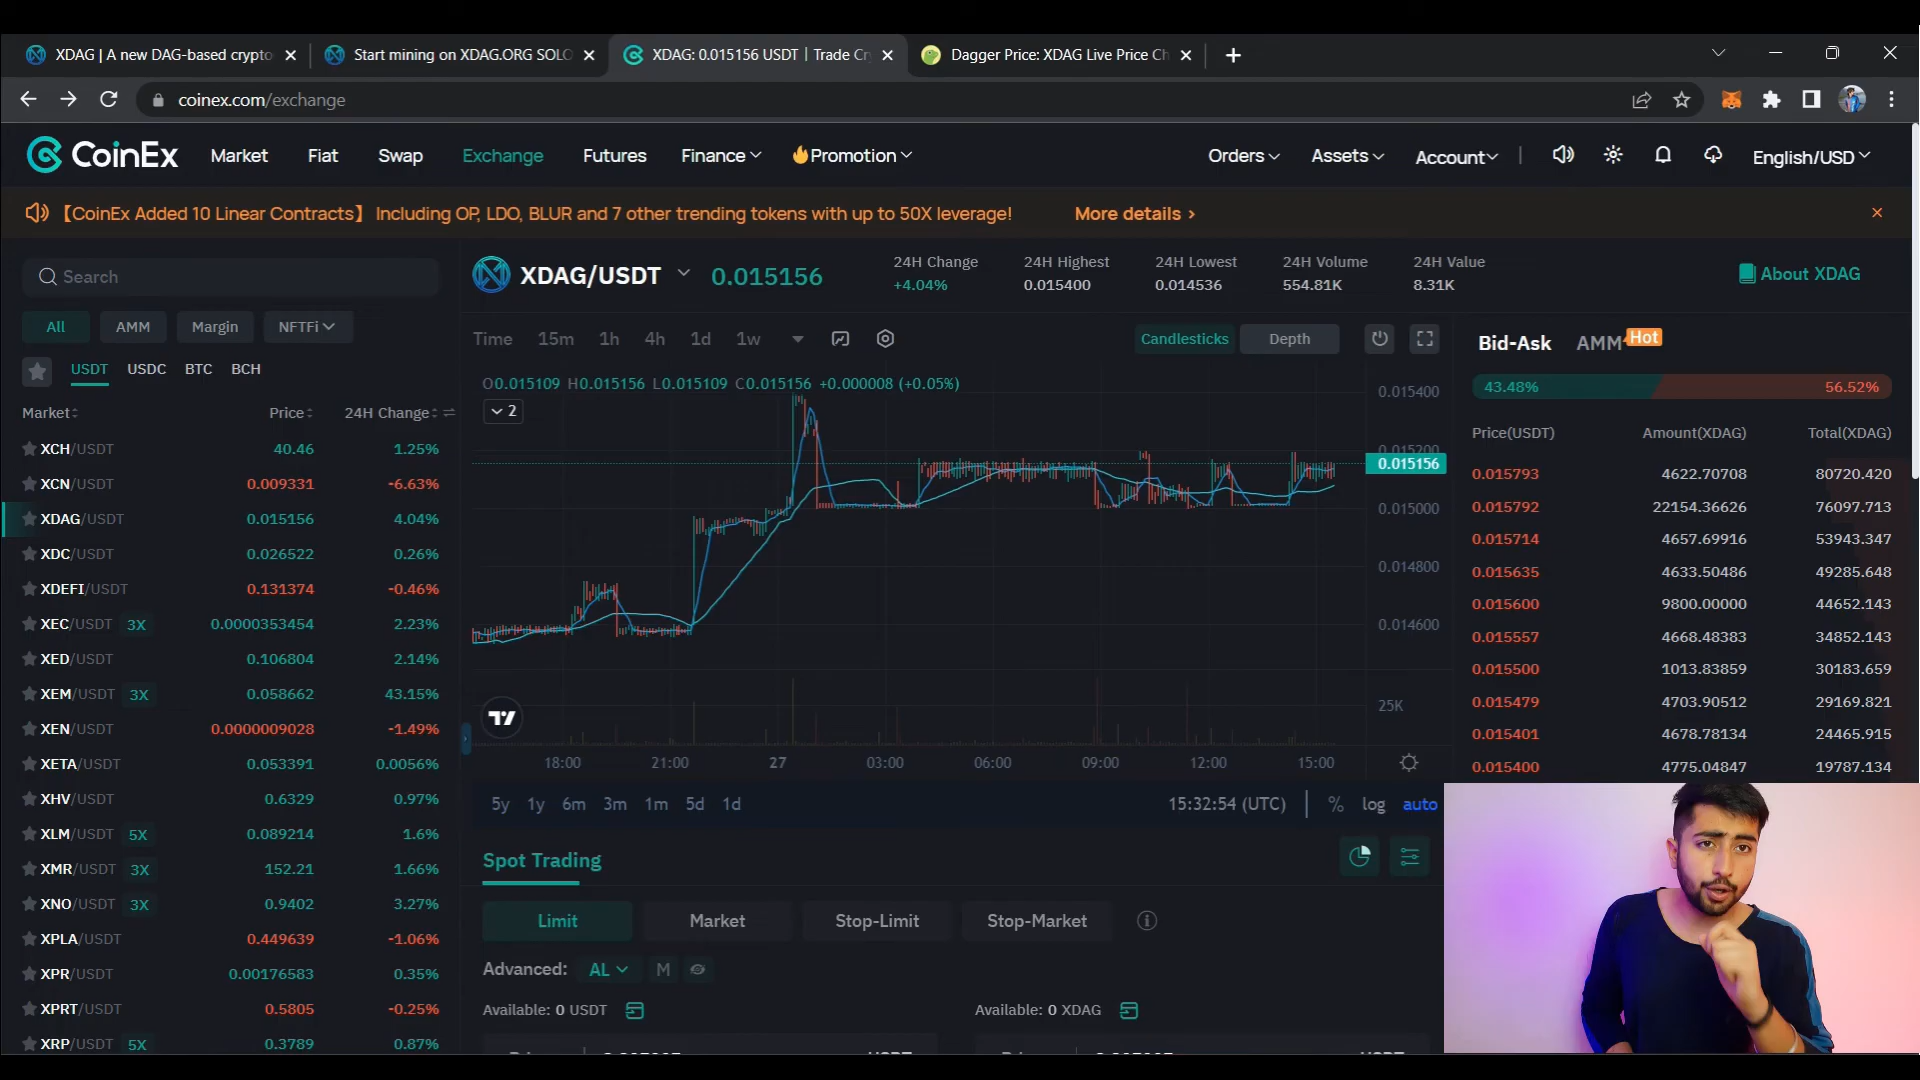 XDAG | A new DAG-based crypto
Start mining on XDAG.ORG SOLO
XDAG: 0.015156 USDT | Trade Cr
Dagger Price: XDAG Live Price Ch
coinex.com/exchange
CoinEx Market Fiat Swap Exchange Futures Finance Promotion Orders Assets Account English/USD
【CoinEx Added 10 Linear Contracts】 Including OP, LDO, BLUR and 7 other trending tokens with up to 50X leverage! More details >
Search
All AMM Margin NFTFi
USDT USDC BTC BCH
Market Price 24H Change
XCH/USDT 40.46 1.25%
XCN/USDT 0.009331 -6.63%
XDAG/USDT 0.015156 4.04%
XDC/USDT 0.026522 0.26%
XDEFI/USDT 0.131374 -0.46%
XEC/USDT 3X 0.0000353454 2.23%
XED/USDT 0.106804 2.14%
XEM/USDT 3X 0.058662 43.15%
XEN/USDT 0.0000009028 -1.49%
XETA/USDT 0.053391 0.0056%
XHV/USDT 0.6329 0.97%
XLM/USDT 5X 0.089214 1.6%
XMR/USDT 3X 152.21 1.66%
XNO/USDT 3X 0.9402 3.27%
XPLA/USDT 0.449639 -1.06%
XPR/USDT 0.00176583 0.35%
XPRT/USDT 0.5805 -0.25%
XRP/USDT 5X 0.3789 0.87%
XDAG/USDT 0.015156
24H Change 24H Highest 24H Lowest 24H Volume 24H Value
+4.04% 0.015400 0.014536 554.81K 8.31K
About XDAG
Time 15m 1h 4h 1d 1w Candlesticks Depth
O0.015109 H0.015156 L0.015109 C0.015156 +0.000008 (+0.05%)
2
0.015400
0.015200
0.015156
0.015000
0.014800
0.014600
25K
18:00 21:00 27 03:00 06:00 09:00 12:00 15:00
5y 1y 6m 3m 1m 5d 1d 15:32:54 (UTC) % log auto
Spot Trading
Limit Market Stop-Limit Stop-Market
Advanced: AL M
Available: 0 USDT Available: 0 XDAG
Bid-Ask AMM Hot
43.48% 56.52%
Price(USDT) Amount(XDAG) Total(XDAG)
0.015793 4622.70708 80720.420
0.015792 22154.36626 76097.713
0.015714 4657.69916 53943.347
0.015635 4633.50486 49285.648
0.015600 9800.00000 44652.143
0.015557 4668.48383 34852.143
0.015500 1013.83859 30183.659
0.015479 4703.90512 29169.821
0.015401 4678.78134 24465.915
0.015400 4775.04847 19787.134